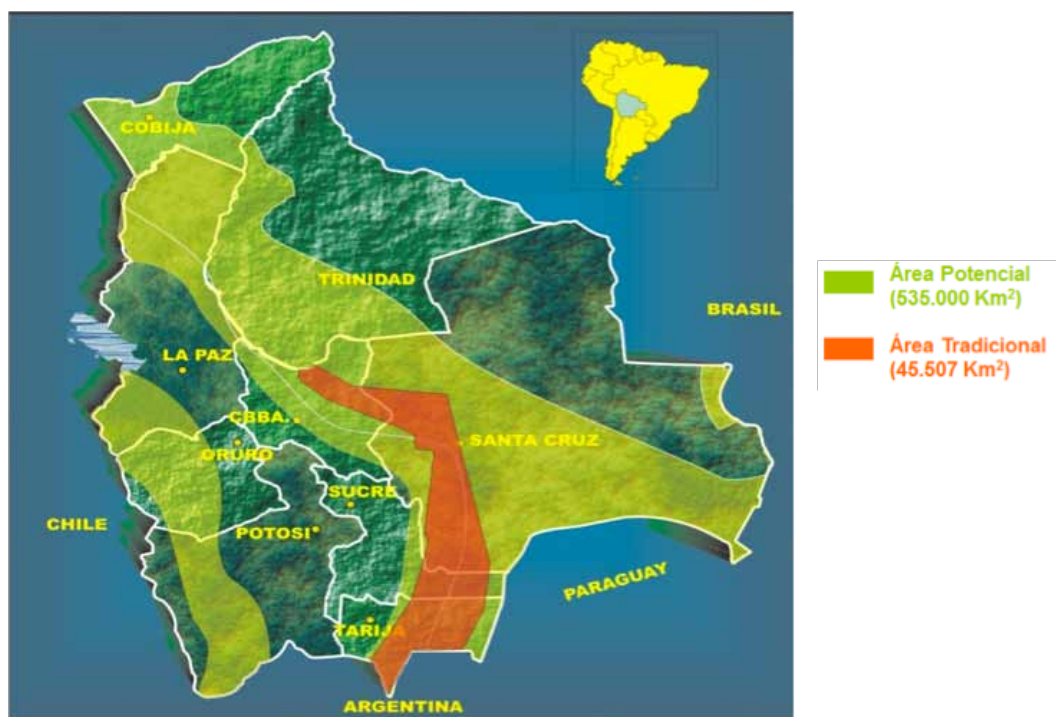 COBIJA
TRINIDAD
BRASIL
LA PAZ
CBBA.
SANTA CRUZ
ORURO
SUCRE
CHILE
POTOSI
PARAGUAY
TARIJA
ARGENTINA
Área Potencial
(535.000 Km²)
Área Tradicional
(45.507 Km²)